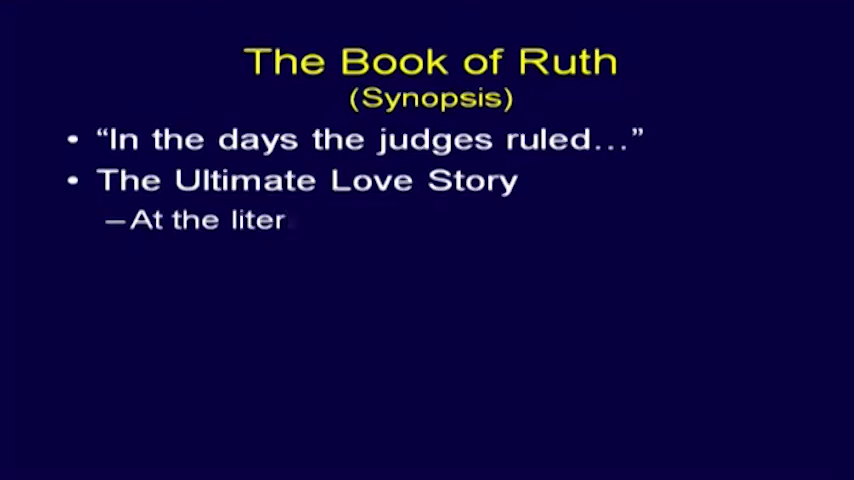 The Book of Ruth
(Synopsis)
• “In the days the judges ruled…”
• The Ultimate Love Story
–At the liter